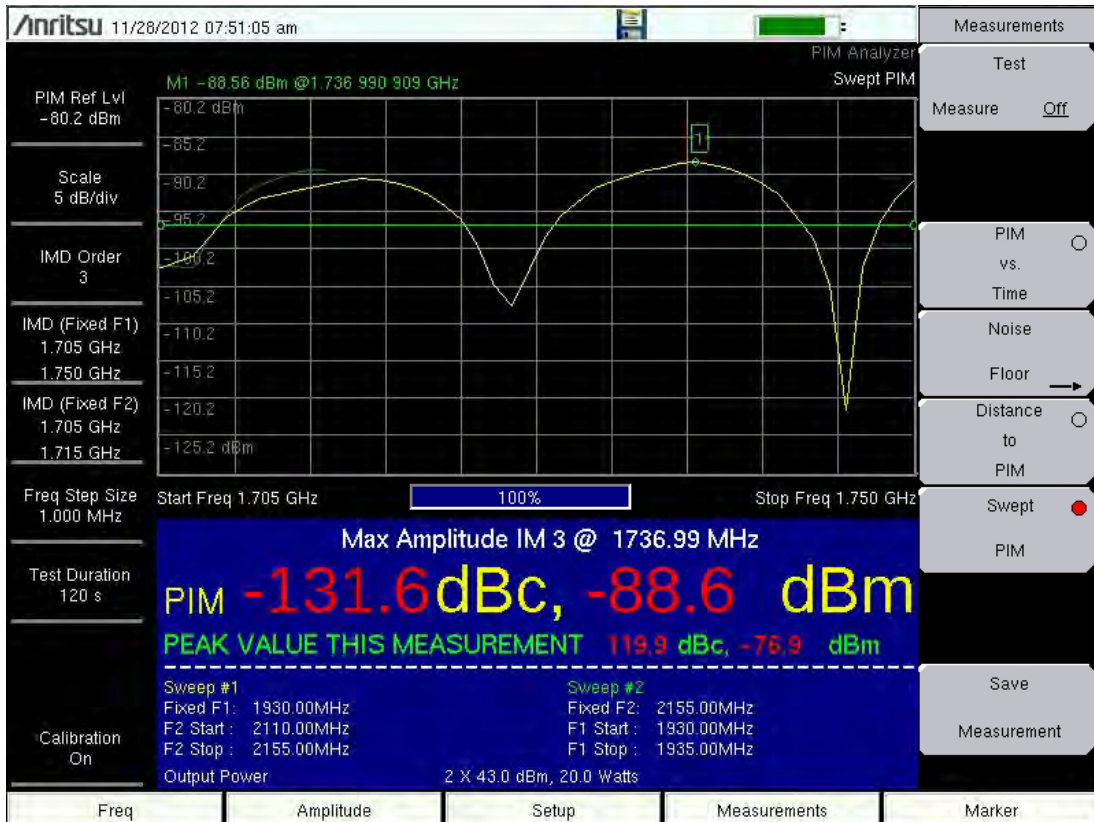 Anritsu 11/28/2012 07:51:05 am
Measurements
PIM Analyzer
M1 -88.56 dBm @1.736 990 909 GHz
Swept PIM
PIM Ref Lvl
-80.2 dBm
Scale
5 dB/div
IMD Order
3
IMD (Fixed F1)
1.705 GHz
1.750 GHz
IMD (Fixed F2)
1.705 GHz
1.715 GHz
Freq Step Size
1.000 MHz
Test Duration
120 s
Calibration
On
-80.2 dBm
-85.2
-90.2
-95.2
-100.2
-105.2
-110.2
-115.2
-120.2
-125.2 dBm
1
Start Freq 1.705 GHz
100%
Stop Freq 1.750 GHz
Max Amplitude IM 3 @ 1736.99 MHz
PIM -131.6 dBc, -88.6 dBm
PEAK VALUE THIS MEASUREMENT 119.9 dBc, -76.9 dBm
Sweep #1
Fixed F1: 1930.00MHz
F2 Start : 2110.00MHz
F2 Stop : 2155.00MHz
Sweep #2
Fixed F2: 2155.00MHz
F1 Start : 1930.00MHz
F1 Stop : 1935.00MHz
Output Power 2 X 43.0 dBm, 20.0 Watts
Test
Measure Off
PIM
vs.
Time
Noise
Floor
Distance
to
PIM
Swept
PIM
Save
Measurement
Freq
Amplitude
Setup
Measurements
Marker